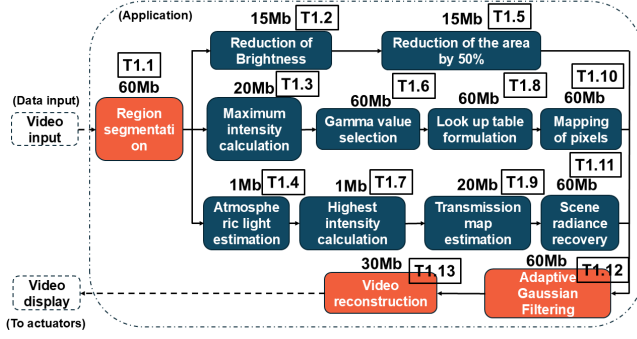 (Application)
15Mb
T1.2
15Mb
T1.5
Reduction of
Brightness
Reduction of the area
by 50%
T1.1
60Mb
20Mb
T1.3
60Mb
T1.6
60Mb
T1.8
T1.10
60Mb
(Data input)
Video
input
Region
segmentati
on
Maximum
intensity
calculation
Gamma value
selection
Look up table
formulation
Mapping
of pixels
T1.11
1Mb
T1.4
1Mb
T1.7
20Mb
T1.9
60Mb
Atmosphe
ric light
estimation
Highest
intensity
calculation
Transmission
map
estimation
Scene
radiance
recovery
30Mb
T1.13
60Mb
T1.12
Video
display
Video
reconstruction
Adaptive
Gaussian
Filtering
(To actuators)